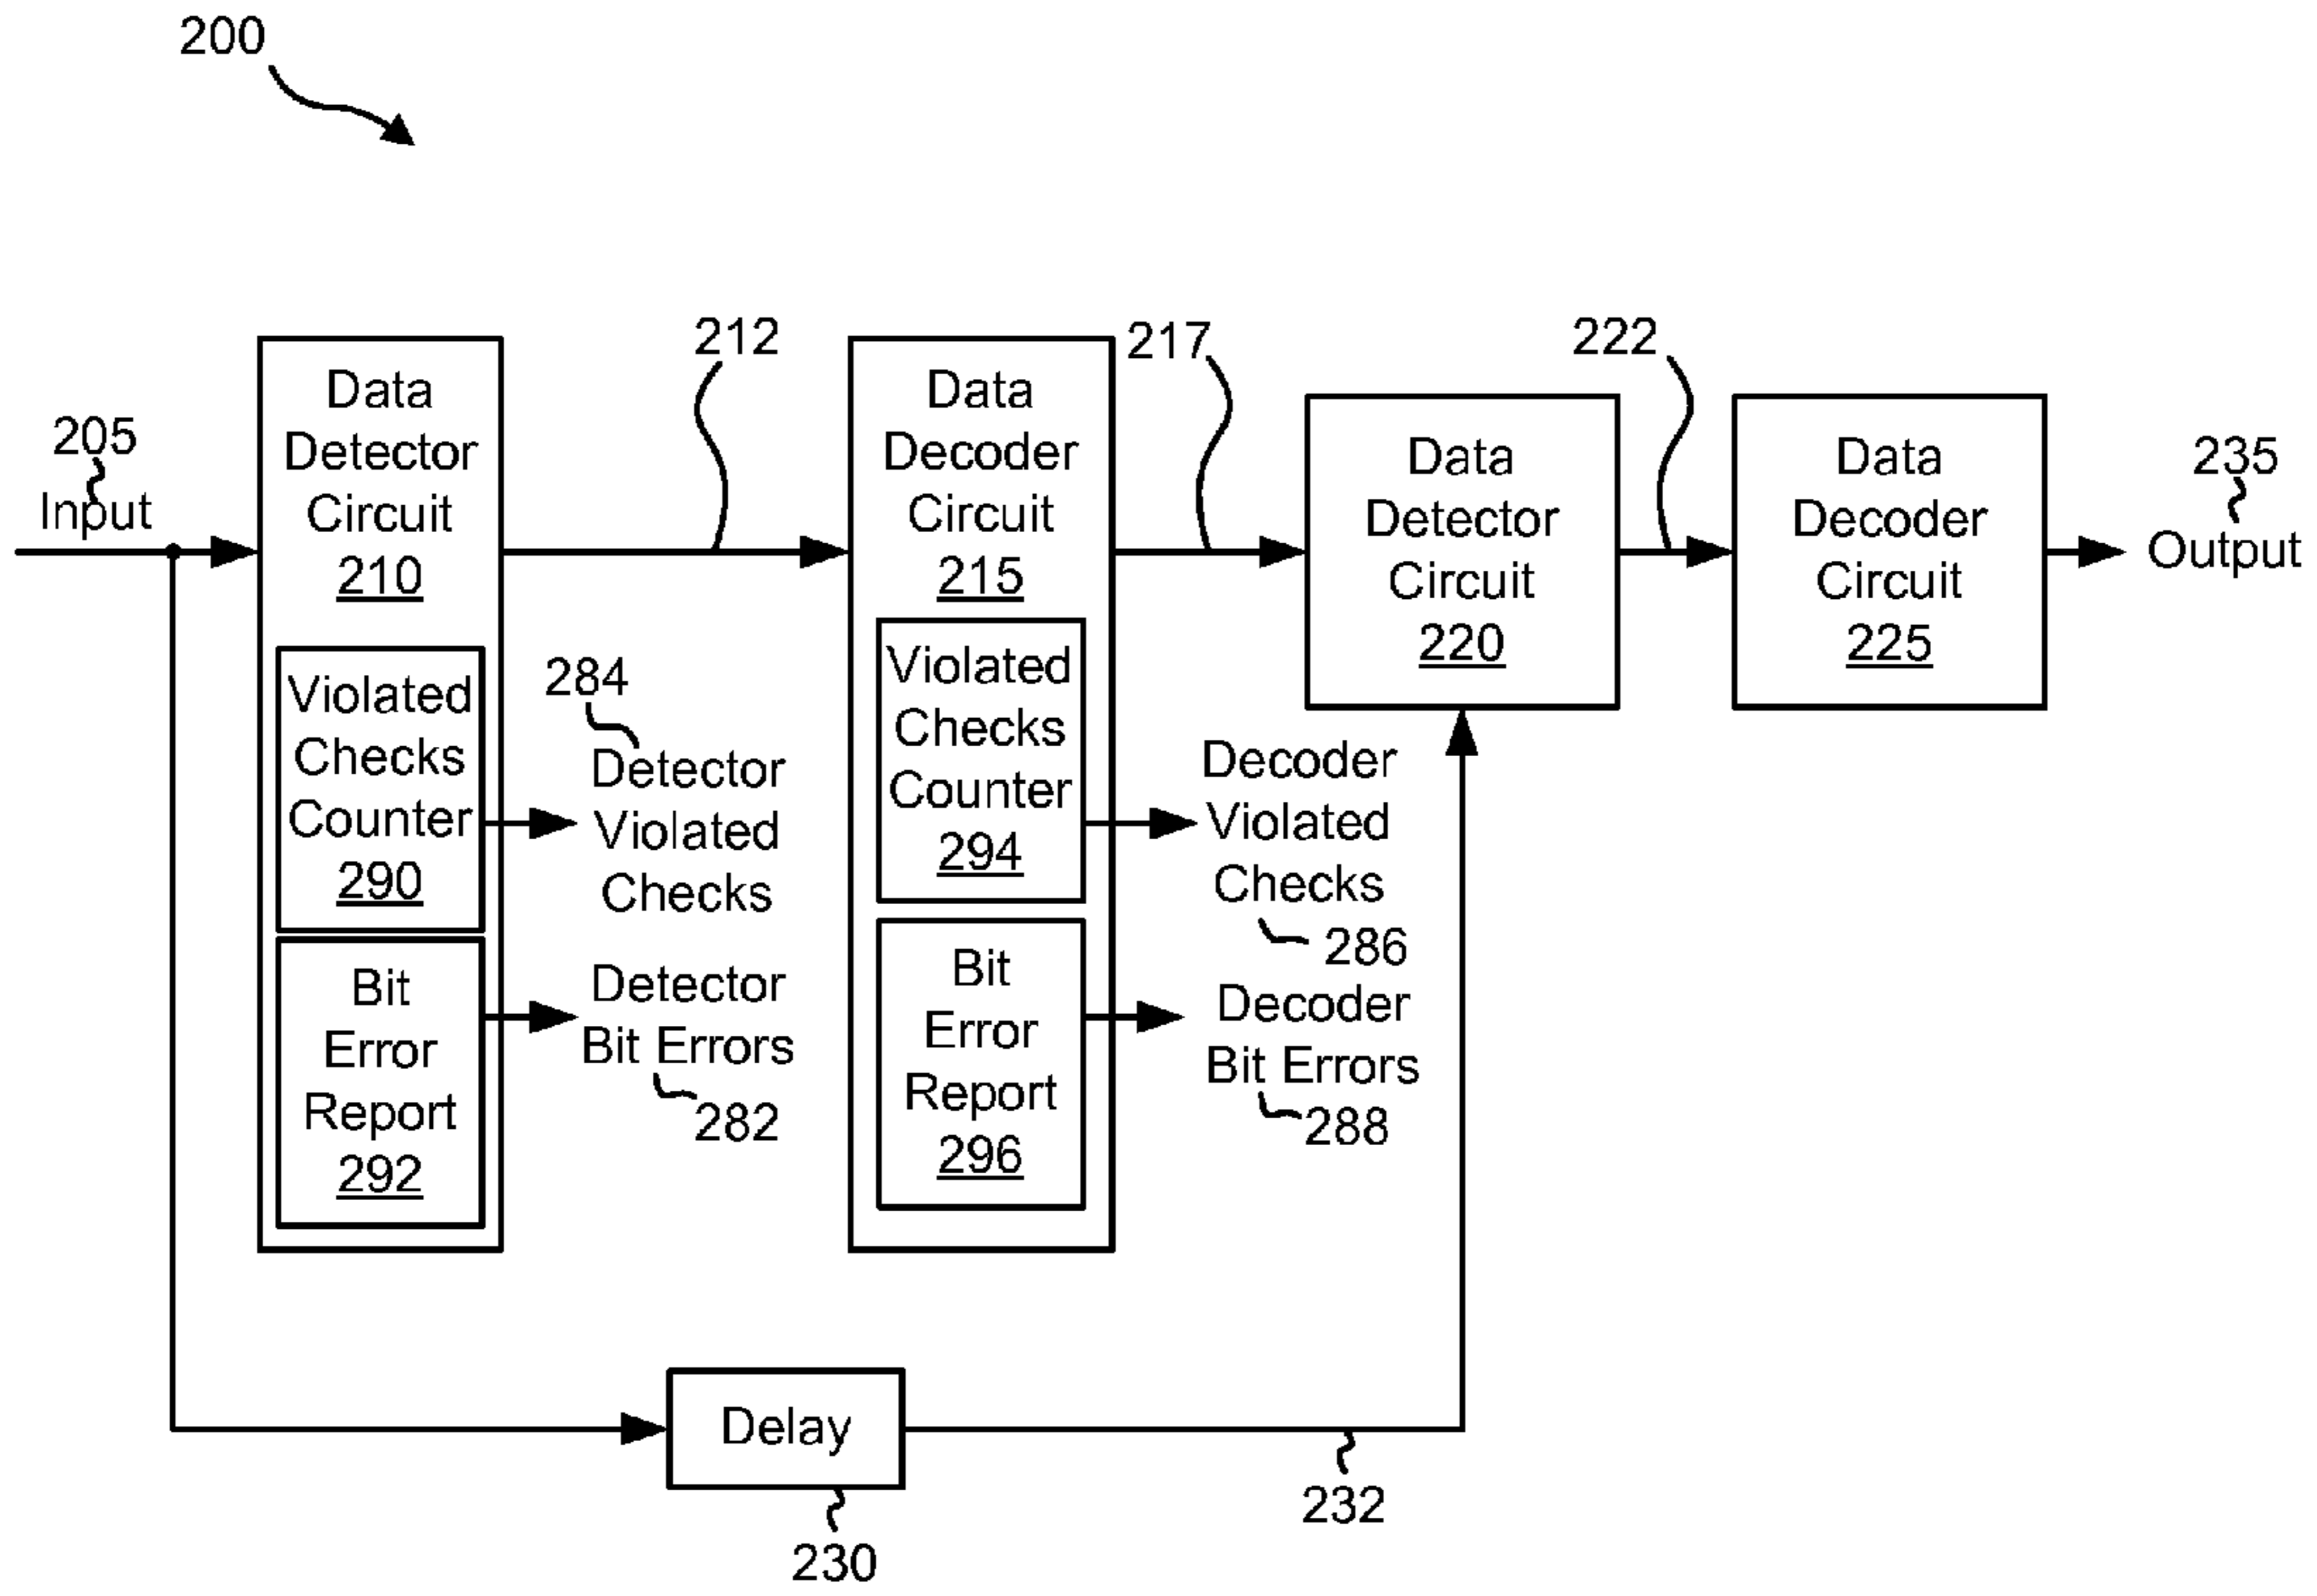 200
205
Input
Data
Detector
Circuit
210
Violated
Checks
Counter
290
Bit
Error
Report
292
212
284
Detector
Violated
Checks
Detector
Bit Errors
282
Data
Decoder
Circuit
215
Violated
Checks
Counter
294
Bit
Error
Report
296
217
Decoder
Violated
Checks
286
Decoder
Bit Errors
288
Data
Detector
Circuit
220
222
Data
Decoder
Circuit
225
235
Output
Delay
230
232